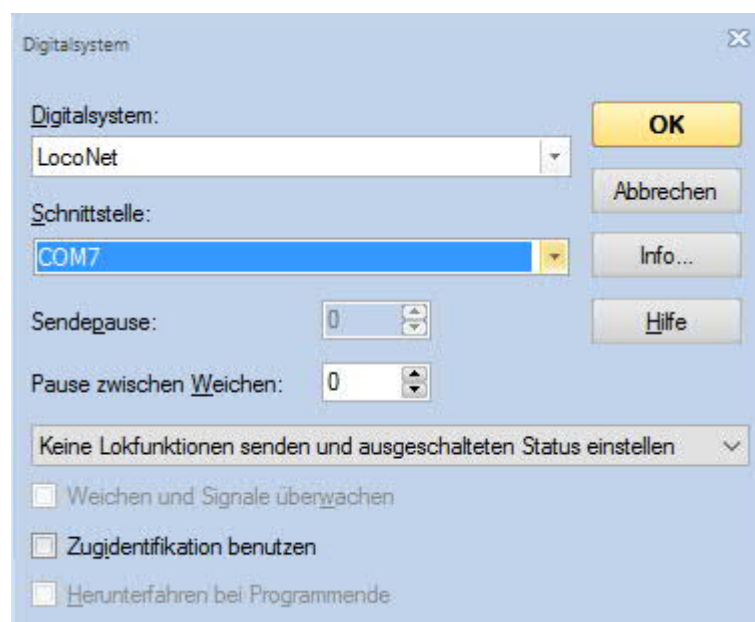 Digitalsystem
Digitalsystem:
OK
LocoNet
Abbrechen
Schnittstelle:
COM7
Info...
Sendepause:
0
Hilfe
Pause zwischen Weichen:
0
Keine Lokfunktionen senden und ausgeschalteten Status einstellen
Weichen und Signale überwachen
Zugidentifikation benutzen
Herunterfahren bei Programmende